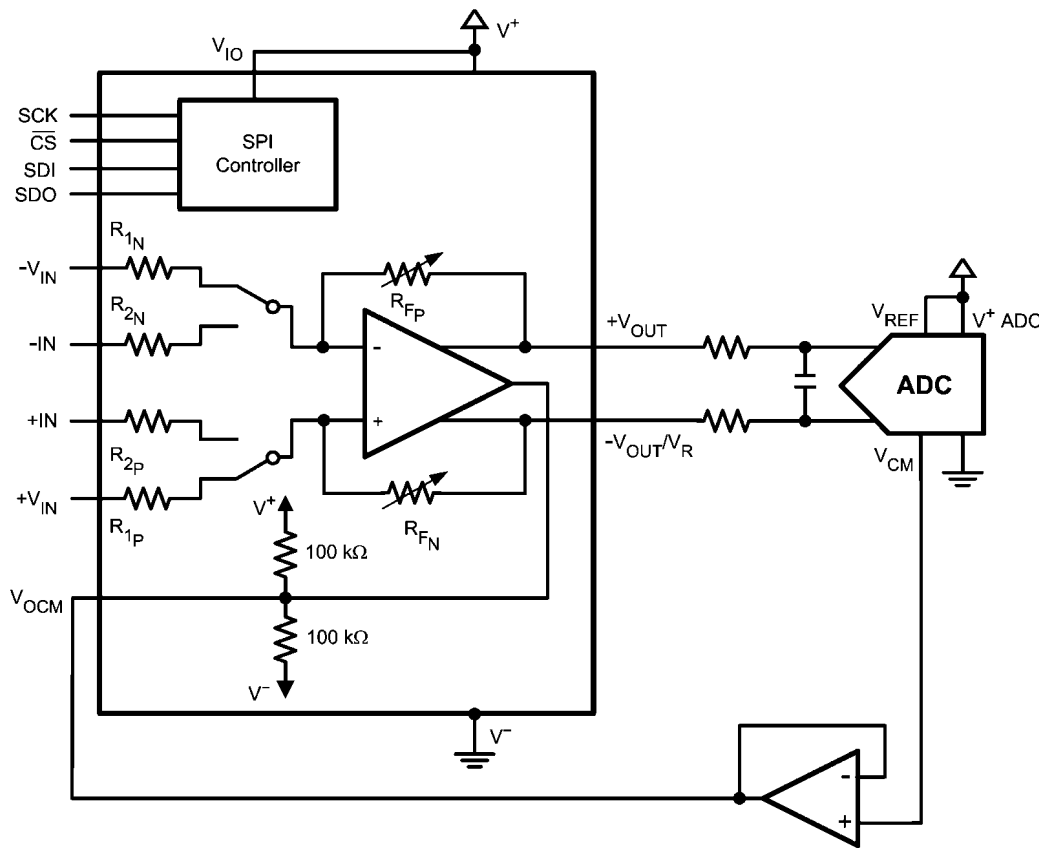 V+
VIO
SCK
CS
SDI
SDO
SPI
Controller
R1N
-VIN
R2N
-IN
+IN
R2P
+VIN
R1P
RFP
-
+
RFN
V+
100 kΩ
VOCM
100 kΩ
V–
V–
+VOUT
-VOUT/VR
VREF
V+ ADC
ADC
VCM
-
+